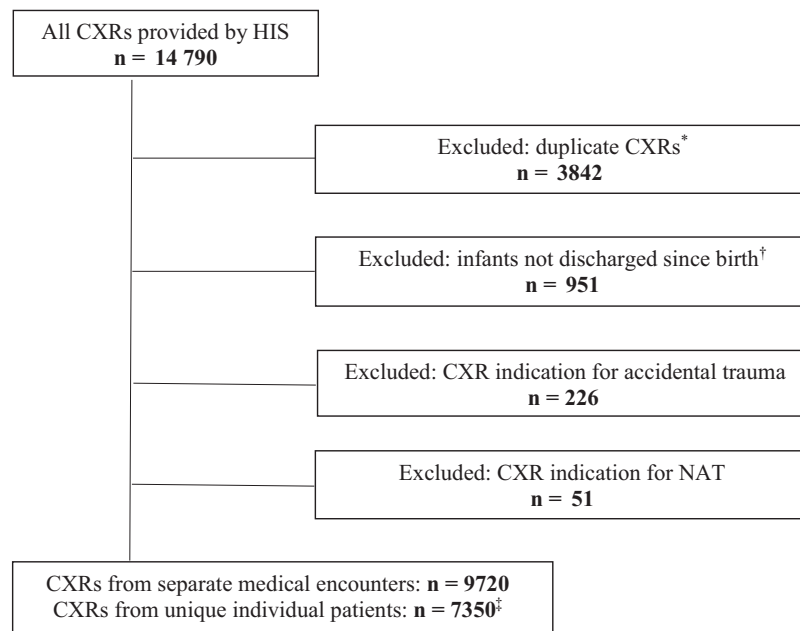 All CXRs provided by HIS
n = 14 790
Excluded: duplicate CXRs*
n = 3842
Excluded: infants not discharged since birth†
n = 951
Excluded: CXR indication for accidental trauma
n = 226
Excluded: CXR indication for NAT
n = 51
CXRs from separate medical encounters: n = 9720
CXRs from unique individual patients: n = 7350‡